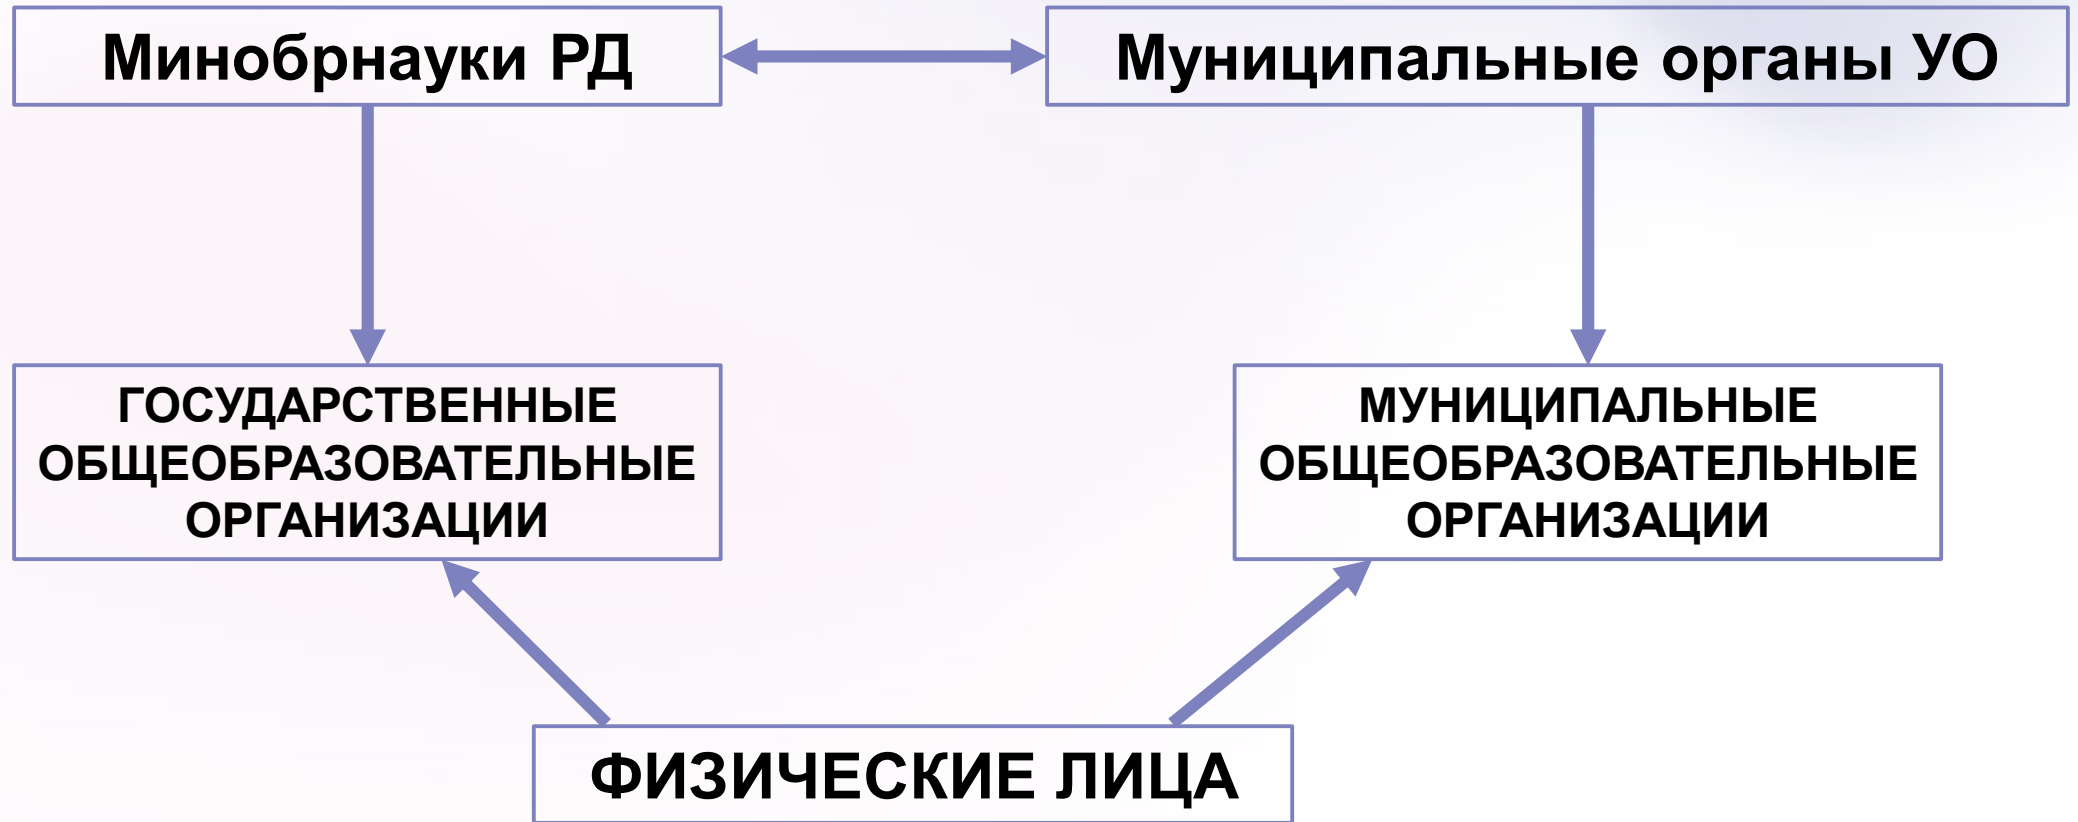 Минобрнауки РД
Муниципальные органы УО
ГОСУДАРСТВЕННЫЕ
ОБЩЕОБРАЗОВАТЕЛЬНЫЕ
ОРГАНИЗАЦИИ
МУНИЦИПАЛЬНЫЕ
ОБЩЕОБРАЗОВАТЕЛЬНЫЕ
ОРГАНИЗАЦИИ
ФИЗИЧЕСКИЕ ЛИЦА